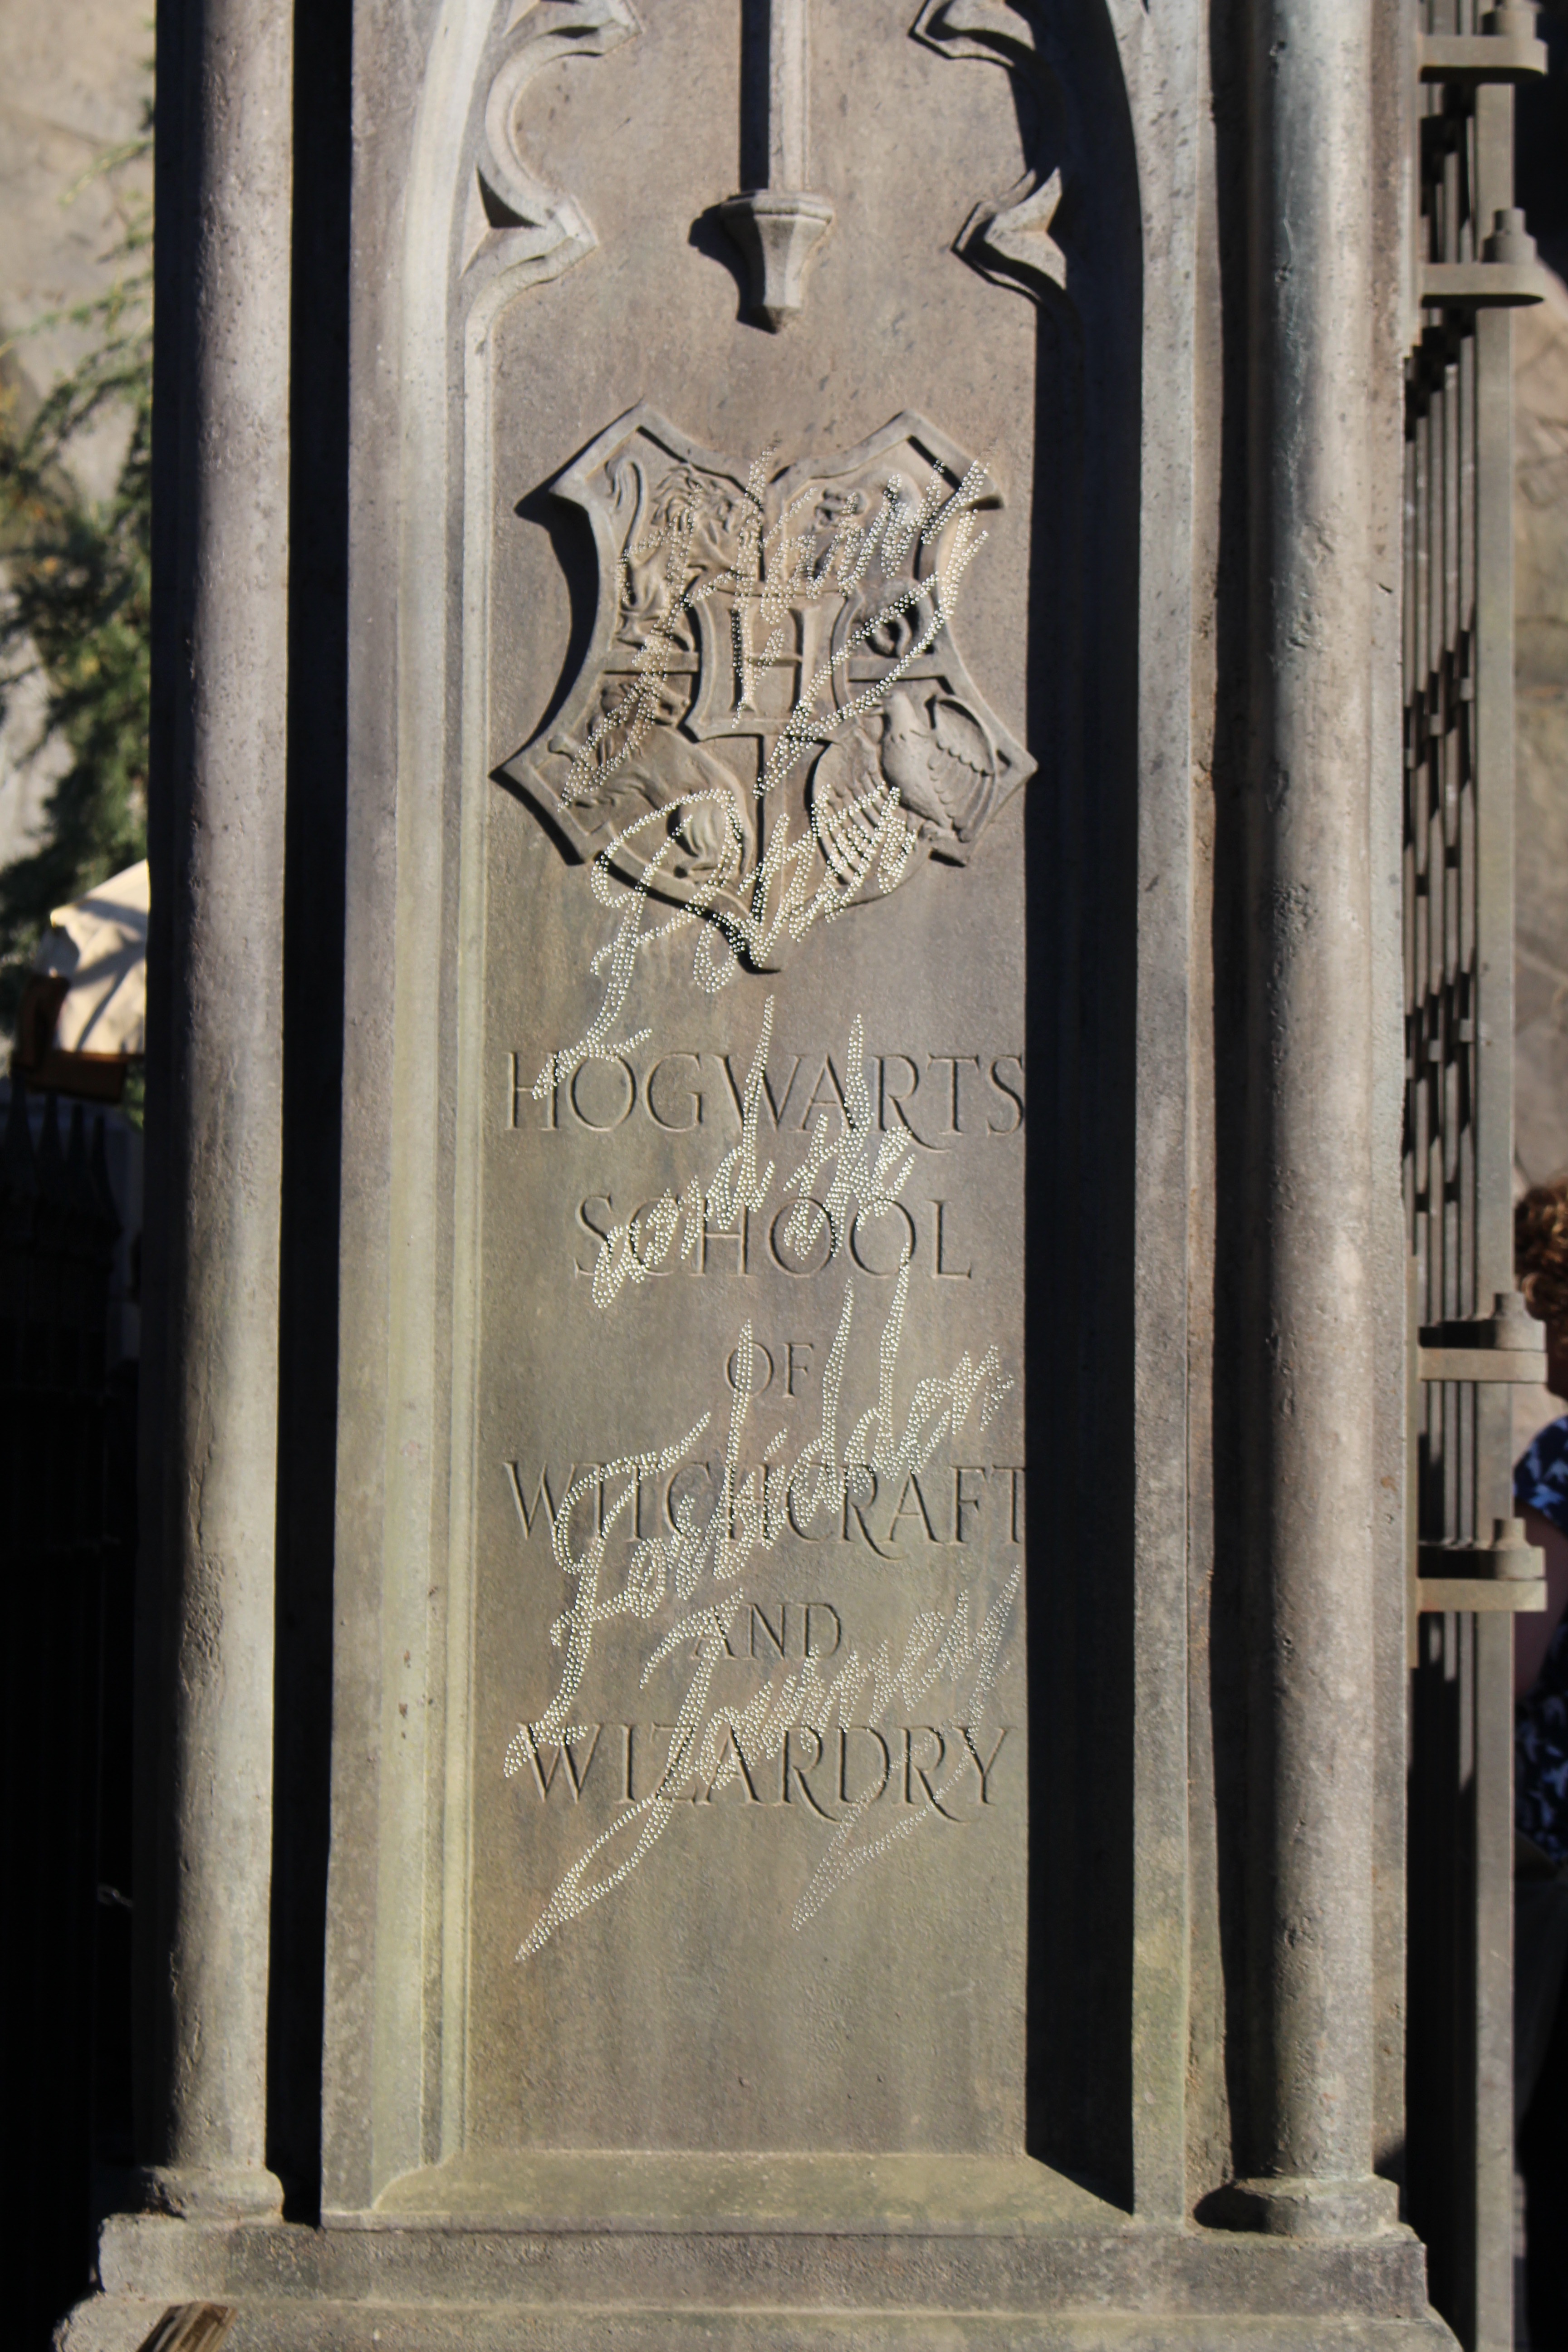 H
Harry
Potter
HOGWARTS
and the
SCHOOL
OF
Forbidden
WITCHCRAFT
AND
Journey
WIZARDRY